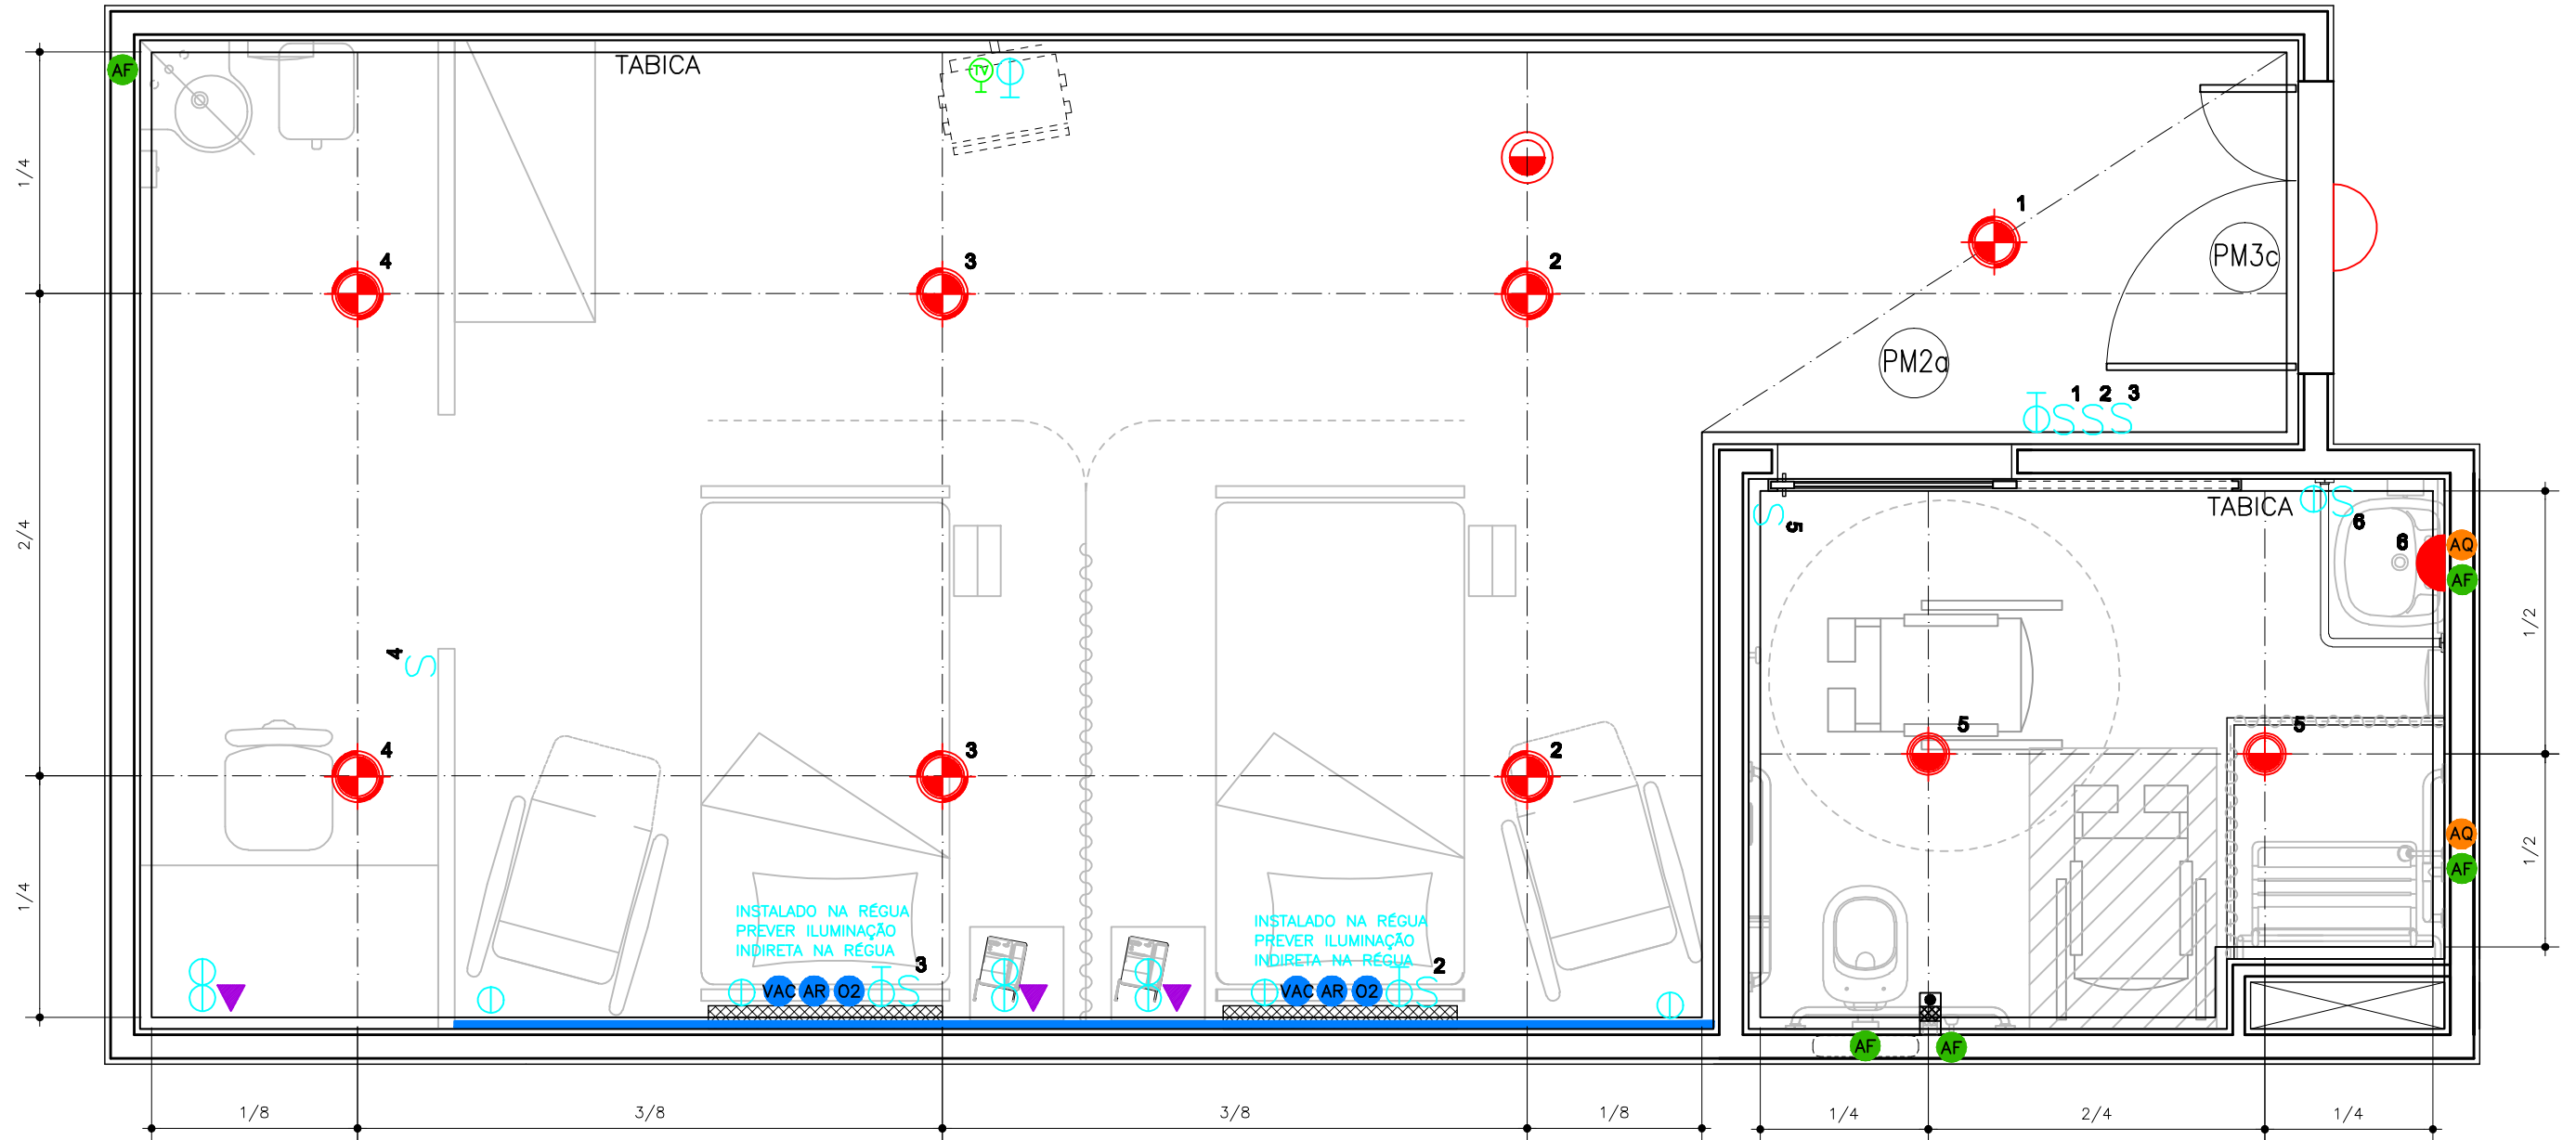 TABICA
AF
TV
1/4
1
4
3
2
PM3c
PM2a
1 2 3
SSS
TABICA
S
S
5
6
6
AQ
AF
2/4
1/2
4
S
5
5
4
3
2
AQ
AF
1/2
1/4
INSTALADO NA RÉGUA
PREVER ILUMINAÇÃO
INDIRETA NA RÉGUA
INSTALADO NA RÉGUA
PREVER ILUMINAÇÃO
INDIRETA NA RÉGUA
VAC AR O2 S 3
VAC AR O2 S 2
AF
AF
1/8
3/8
3/8
1/8
1/4
2/4
1/4